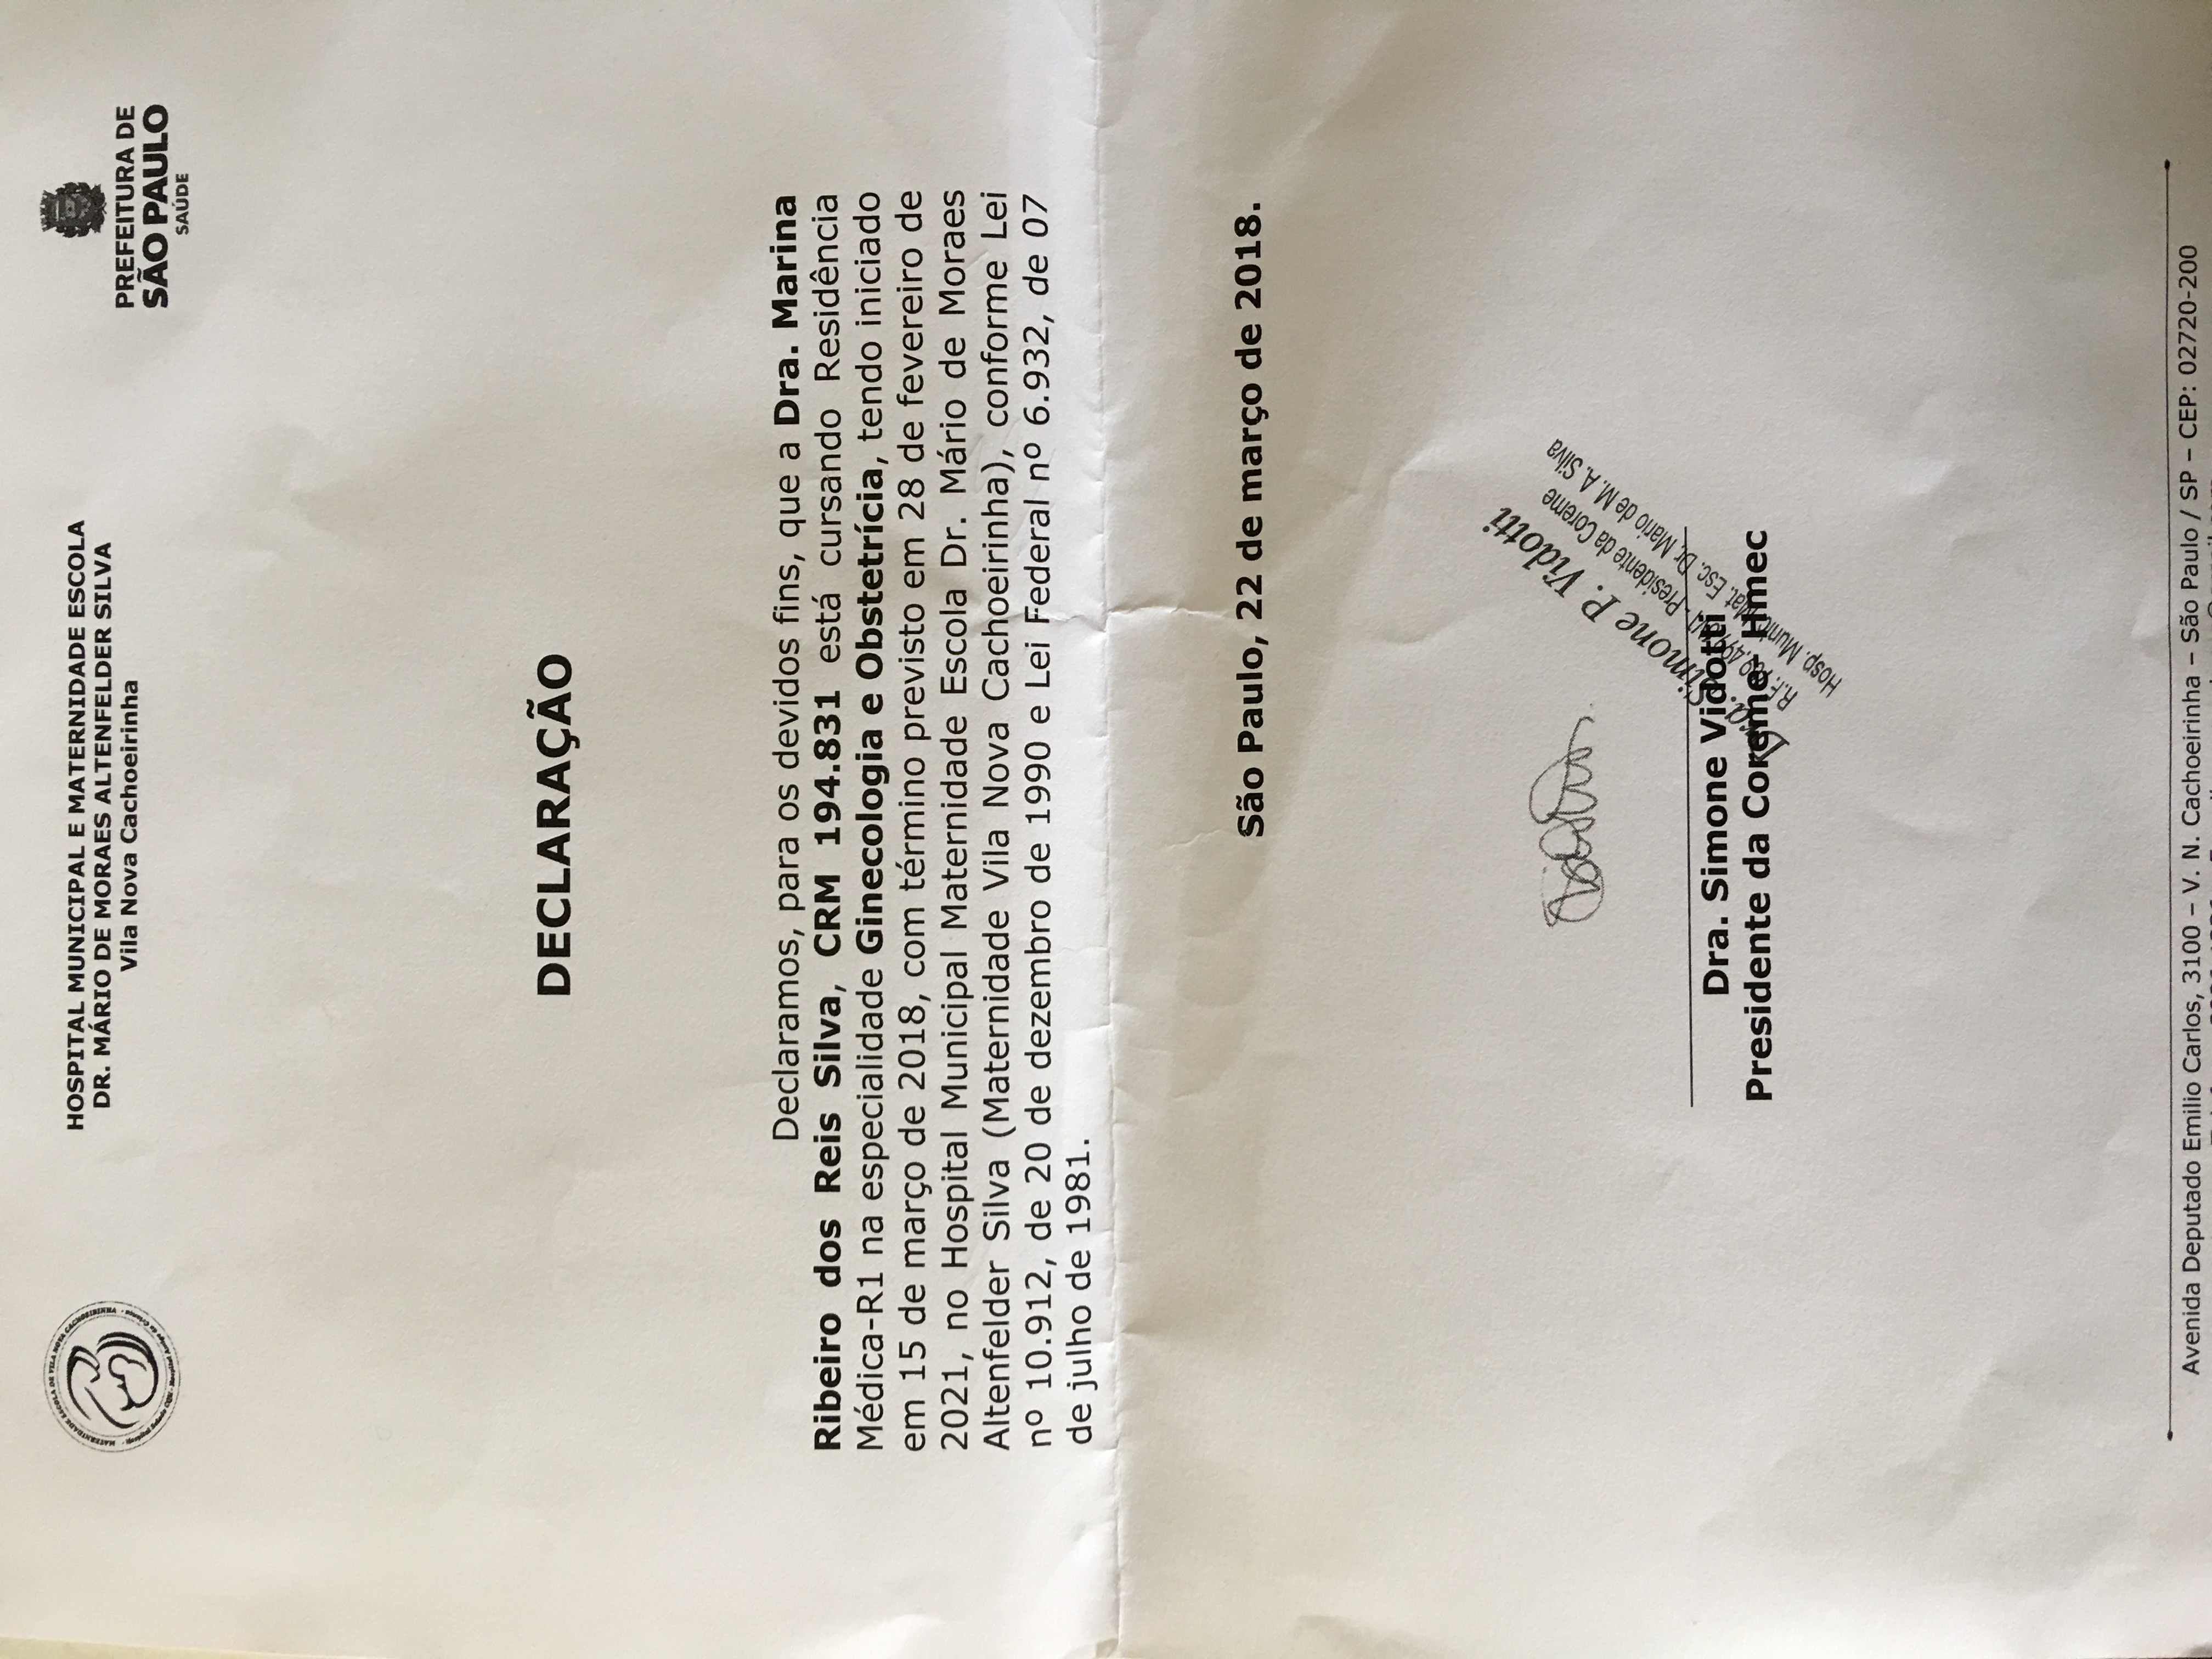 HOSPITAL MUNICIPAL E MATERNIDADE ESCOLA
DR. MÁRIO DE MORAES ALTENFELDER SILVA
Vila Nova Cachoeirinha
PREFEITURA DE
SÃO PAULO
SAÚDE
DECLARAÇÃO
Declaramos, para os devidos fins, que a Dra. Marina
Ribeiro dos Reis Silva, CRM 194.831 está cursando Residência
Médica-R1 na especialidade Ginecologia e Obstetrícia, tendo iniciado
em 15 de março de 2018, com término previsto em 28 de fevereiro de
2021, no Hospital Municipal Maternidade Escola Dr. Mário de Moraes
Altenfelder Silva (Maternidade Vila Nova Cachoeirinha), conforme Lei
nº 10.912, de 20 de dezembro de 1990 e Lei Federal nº 6.932, de 07
de julho de 1981.
São Paulo, 22 de março de 2018.
Dra. Simone P. Vidotti
Presidente da Coreme
Hosp. Munic. Mat. Esc. Dr. Mario de M. A. Silva
Dra. Simone Vidotti
Presidente da Coreme- Hmec
Avenida Deputado Emilio Carlos, 3100 – V. N. Cachoeirinha – São Paulo / SP – CEP: 02720-200